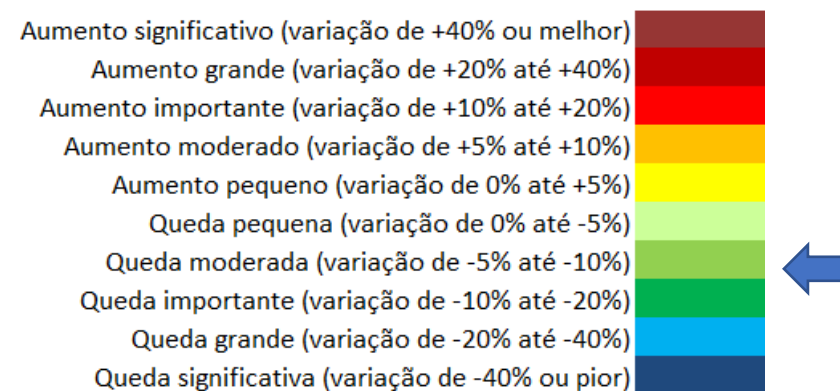 Aumento significativo (variação de +40% ou melhor)
Aumento grande (variação de +20% até +40%)
Aumento importante (variação de +10% até +20%)
Aumento moderado (variação de +5% até +10%)
Aumento pequeno (variação de 0% até +5%)
Queda pequena (variação de 0% até -5%)
Queda moderada (variação de -5% até -10%)
Queda importante (variação de -10% até -20%)
Queda grande (variação de -20% até -40%)
Queda significativa (variação de -40% ou pior)